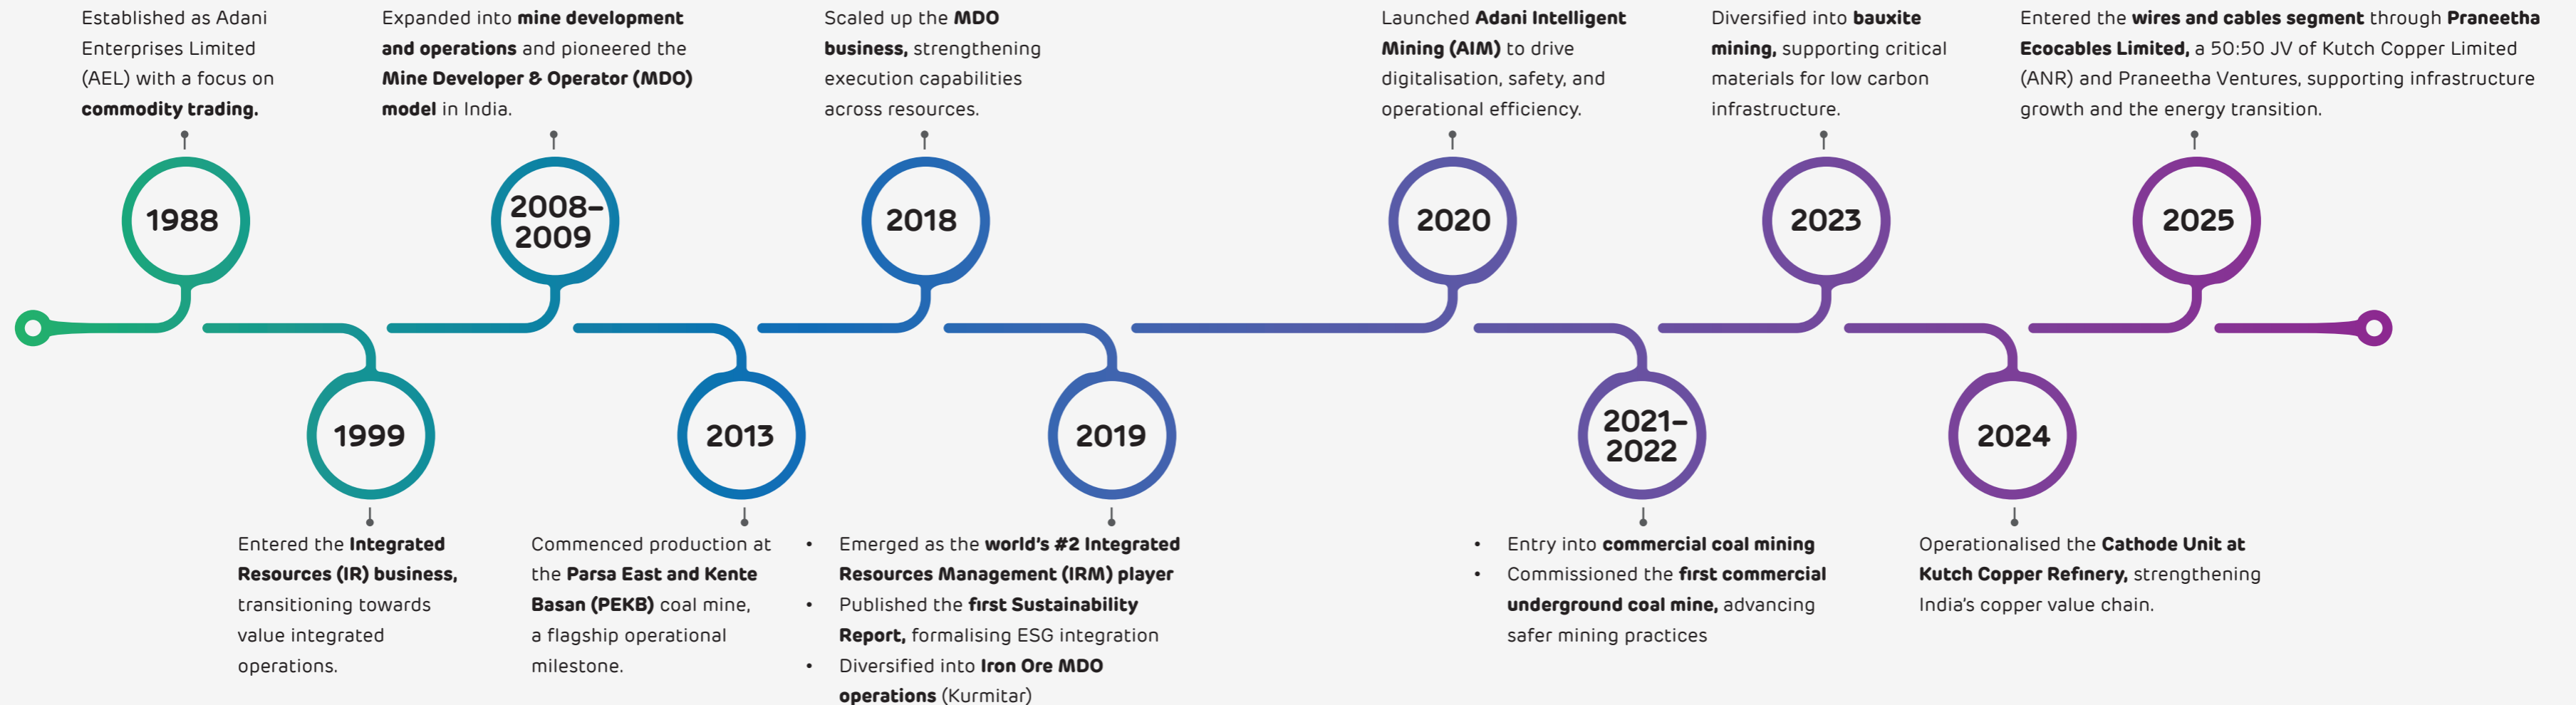 Established as Adani
Enterprises Limited
(AEL) with a focus on
commodity trading.
1988
Entered the Integrated
Resources (IR) business,
transitioning towards
value integrated
operations.
1999
Expanded into mine development
and operations and pioneered the
Mine Developer & Operator (MDO)
model in India.
2008–
2009
Commenced production at
the Parsa East and Kente
Basan (PEKB) coal mine,
a flagship operational
milestone.
2013
Scaled up the MDO
business, strengthening
execution capabilities
across resources.
2018
2019
• Emerged as the world's #2 Integrated
Resources Management (IRM) player
• Published the first Sustainability
Report, formalising ESG integration
• Diversified into Iron Ore MDO
operations (Kurmitar)
Launched Adani Intelligent
Mining (AIM) to drive
digitalisation, safety, and
operational efficiency.
2020
2021–
2022
• Entry into commercial coal mining
• Commissioned the first commercial
underground coal mine, advancing
safer mining practices
Diversified into bauxite
mining, supporting critical
materials for low carbon
infrastructure.
2023
2024
Operationalised the Cathode Unit at
Kutch Copper Refinery, strengthening
India's copper value chain.
Entered the wires and cables segment through Praneetha
Ecocables Limited, a 50:50 JV of Kutch Copper Limited
(ANR) and Praneetha Ventures, supporting infrastructure
growth and the energy transition.
2025